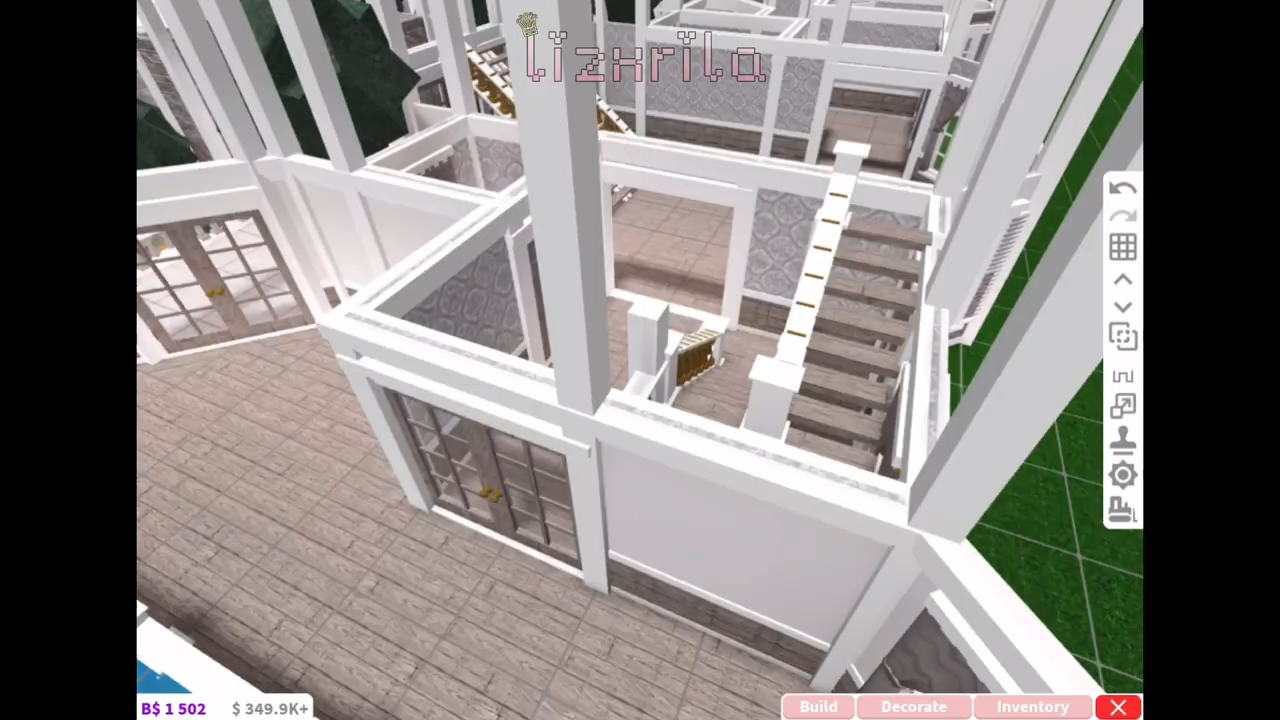 lizxrila
B$ 1 502 $ 349.9K+
Build Decorate Inventory